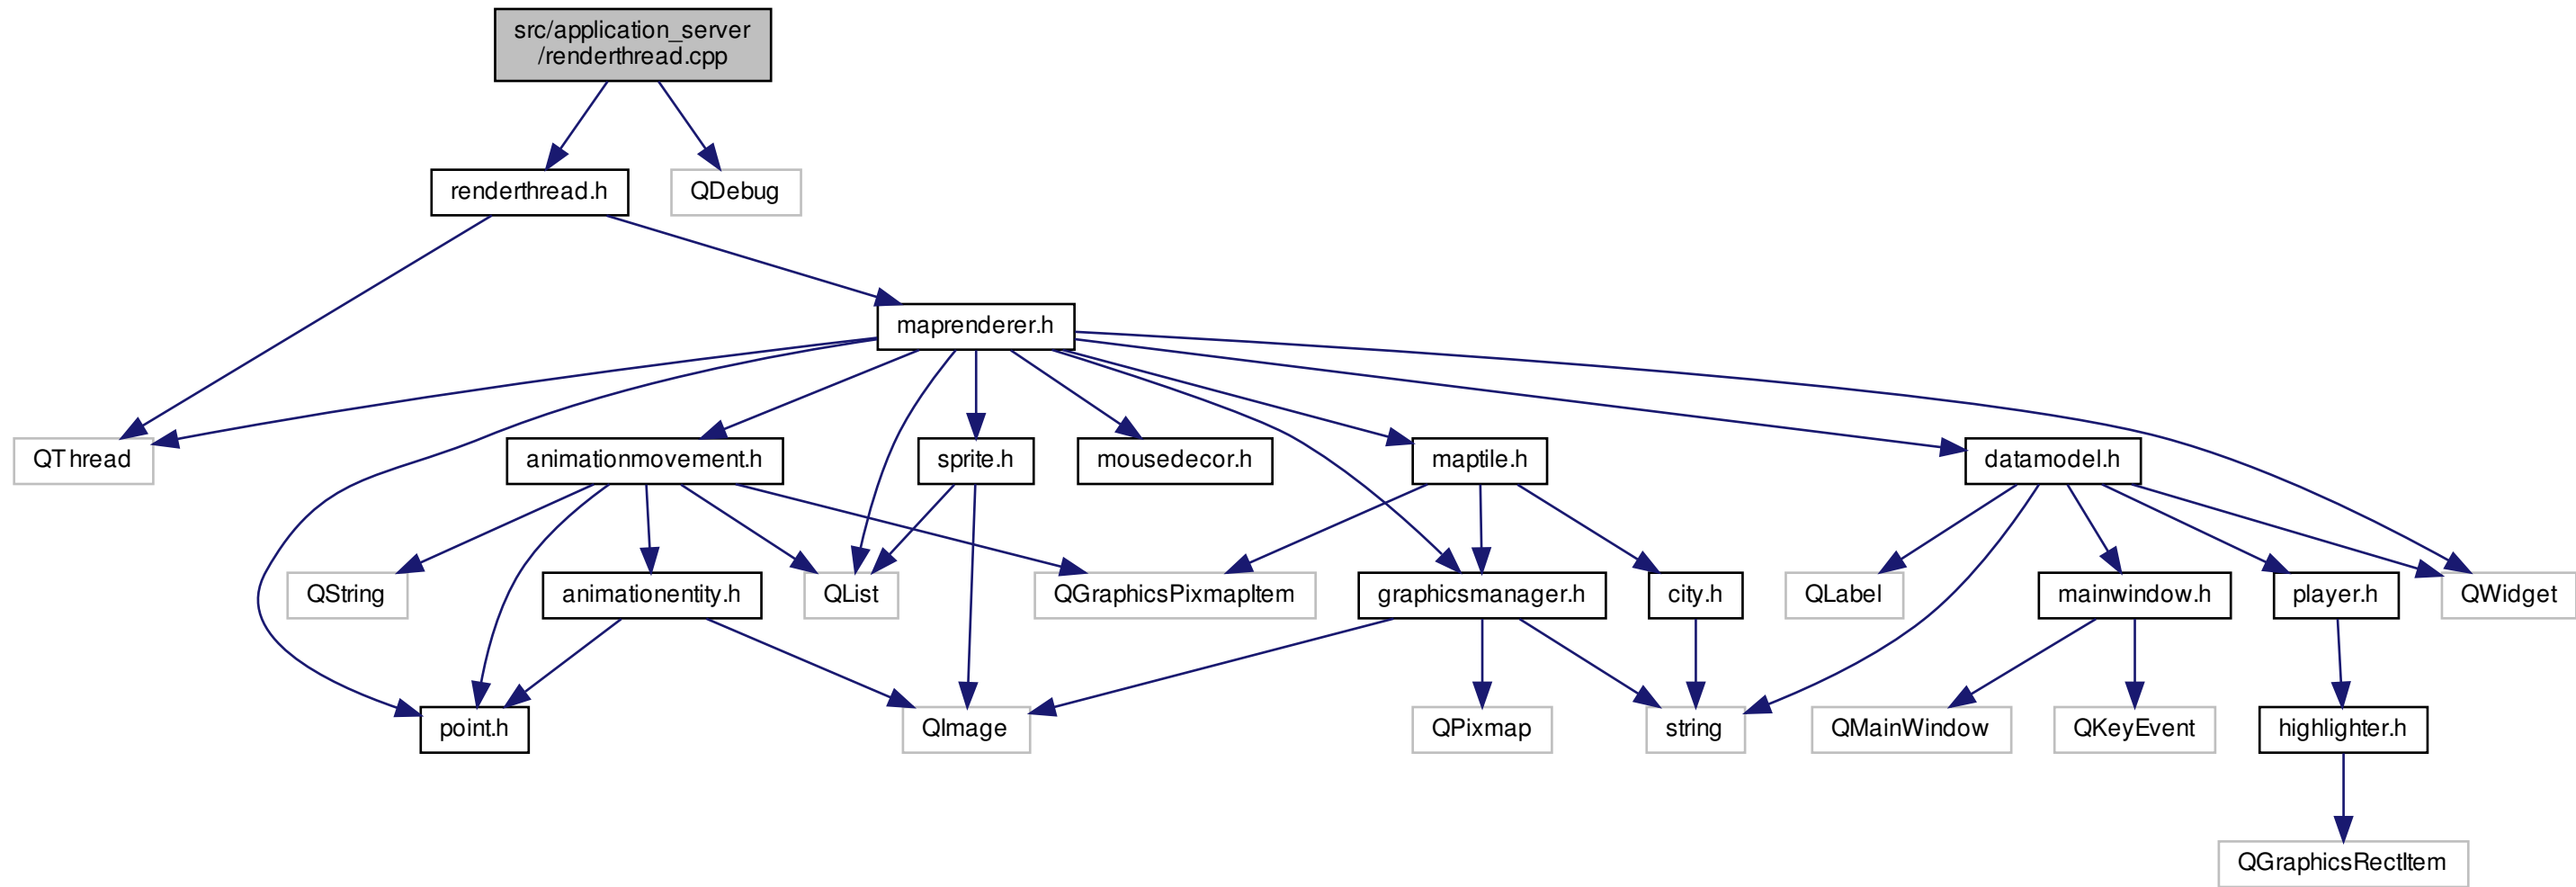 src/application_server
/renderthread.cpp
renderthread.h
QDebug
maprenderer.h
QThread
animationmovement.h
sprite.h
mousedecor.h
maptile.h
datamodel.h
QString
animationentity.h
QList
QGraphicsPixmapItem
graphicsmanager.h
city.h
QLabel
mainwindow.h
player.h
QWidget
point.h
QImage
QPixmap
string
QMainWindow
QKeyEvent
highlighter.h
QGraphicsRectItem